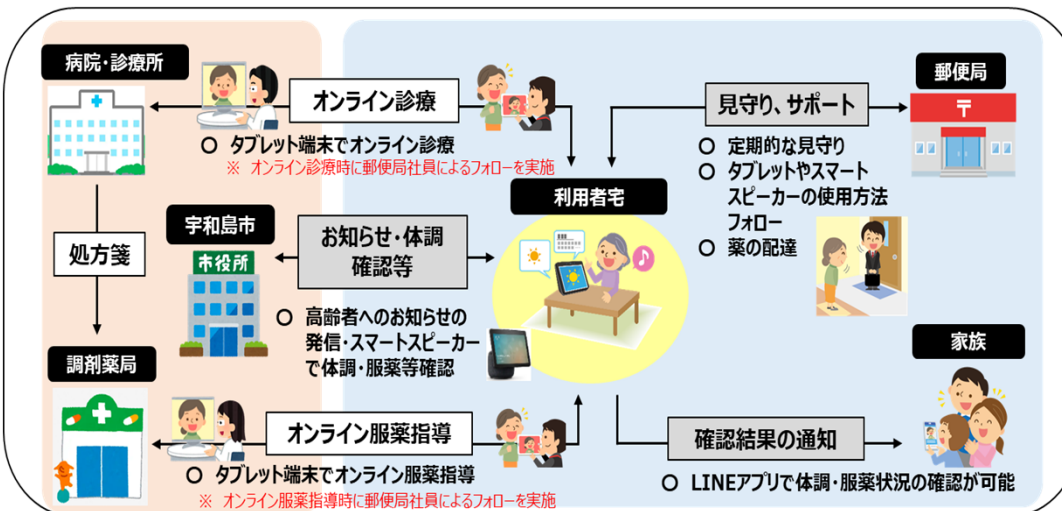 病院・診療所
オンライン診療
○ タブレット端末でオンライン診療
※ オンライン診療時に郵便局社員によるフォローを実施
見守り、サポート
郵便局
〒
○ 定期的な見守り
○ タブレットやスマート
スピーカーの使用方法
フォロー
○ 薬の配達
処方箋
宇和島市
市役所
お知らせ・体調
確認等
○ 高齢者へのお知らせの
発信・スマートスピーカー
で体調・服薬等確認
利用者宅
調剤薬局
オンライン服薬指導
○ タブレット端末でオンライン服薬指導
※ オンライン服薬指導時に郵便局社員によるフォローを実施
家族
確認結果の通知
○ LINEアプリで体調・服薬状況の確認が可能